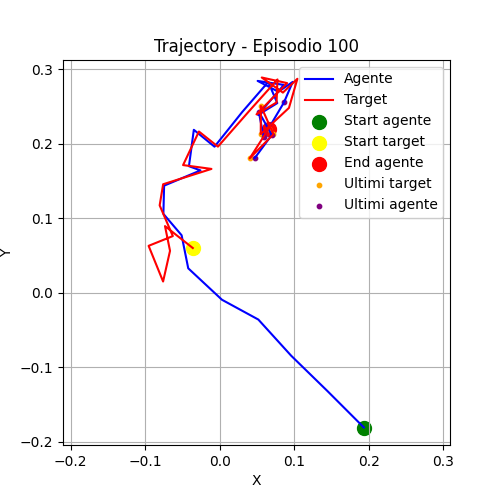 Trajectory - Episodio 100
Agente
Target
Start agente
Start target
End agente
Ultimi target
Ultimi agente
0.3
0.2
0.1
0.0
−0.1
−0.2
Y
−0.2
−0.1
0.0
0.1
0.2
0.3
X